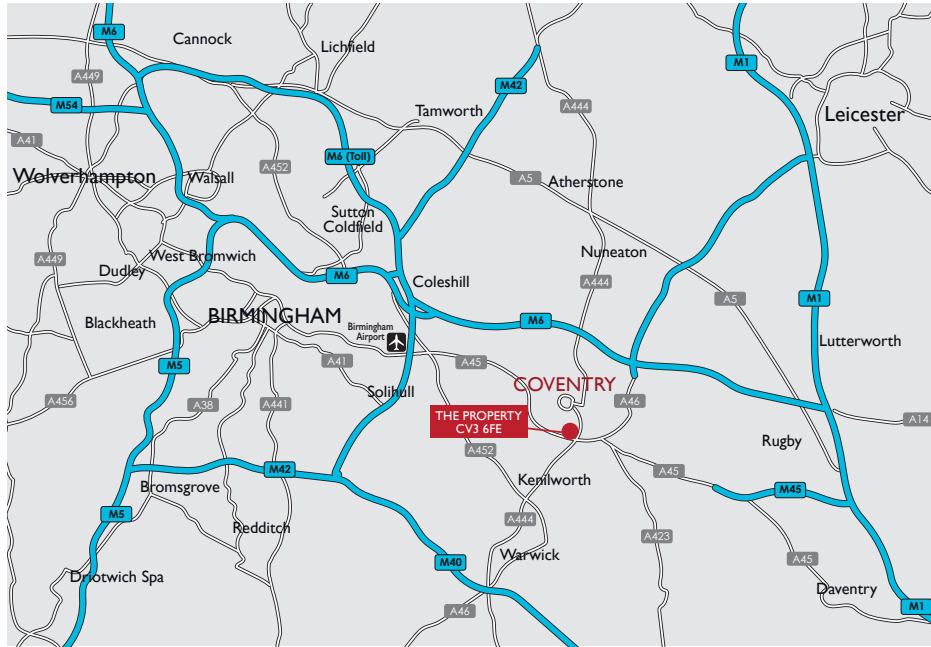 M6
Cannock
Lichfield
M1
A449
M42
M54
Tamworth
A444
Leicester
A41
M6 (Toll)
A452
Wolverhampton
Walsall
A5
Atherstone
Sutton
Coldfield
A449
West Bromwich
Nuneaton
Dudley
M6
Coleshill
A444
A5
M1
Blackheath
BIRMINGHAM
Birmingham
Airport
M6
Lutterworth
M5
A41
A45
COVENTRY
Solihull
A456
A38
A441
A46
THE PROPERTY
CV3 6FE
A14
Rugby
A452
M42
A45
Bromsgrove
Kenilworth
M45
M5
Redditch
A444
A423
Warwick
M40
A45
Driotwich Spa
Daventry
A46
M1